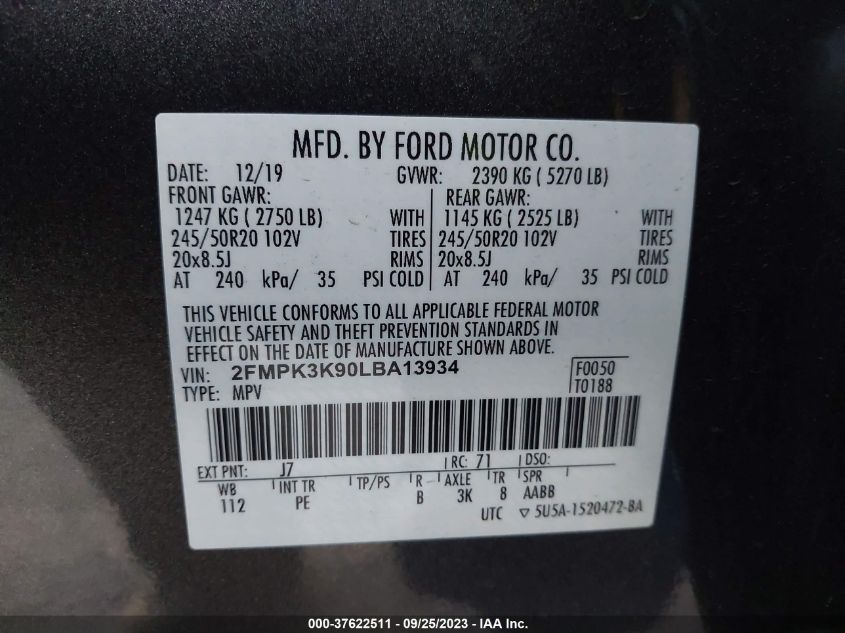 MFD. BY FORD MOTOR CO.
DATE: 12/19 GVWR: 2390 KG ( 5270 LB)
FRONT GAWR: REAR GAWR:
1247 KG ( 2750 LB) WITH 1145 KG ( 2525 LB) WITH
245/50R20 102V TIRES 245/50R20 102V TIRES
20x8.5J RIMS 20x8.5J RIMS
AT 240 kPa/ 35 PSI COLD AT 240 kPa/ 35 PSI COLD
THIS VEHICLE CONFORMS TO ALL APPLICABLE FEDERAL MOTOR
VEHICLE SAFETY AND THEFT PREVENTION STANDARDS IN
EFFECT ON THE DATE OF MANUFACTURE SHOWN ABOVE.
VIN: 2FMPK3K90LBA13934 F0050
TYPE: MPV T0188
EXT PNT: J7 RC: 71 DSO:
WB INT TR TP/PS R AXLE TR SPR
112 PE B 3K 8 AABB
UTC ▽ 5U5A-1520472-BA
000-37622511 - 09/25/2023 - IAA Inc.